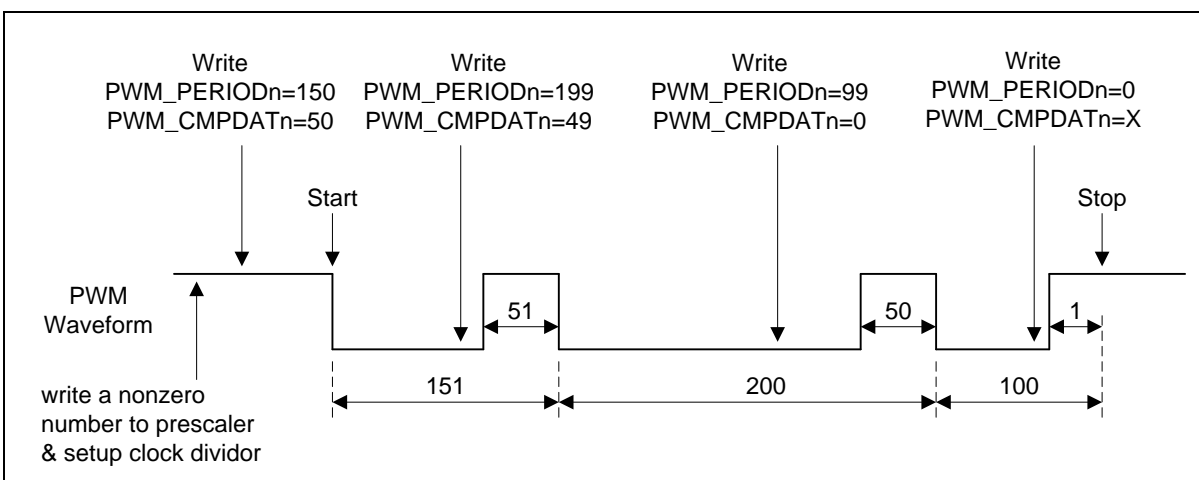 Write
PWM_PERIODn=150
PWM_CMPDATn=50
Write
PWM_PERIODn=199
PWM_CMPDATn=49
Write
PWM_PERIODn=99
PWM_CMPDATn=0
Write
PWM_PERIODn=0
PWM_CMPDATn=X
Start
Stop
PWM
Waveform
51
50
1
151
200
100
write a nonzero
number to prescaler
& setup clock dividor